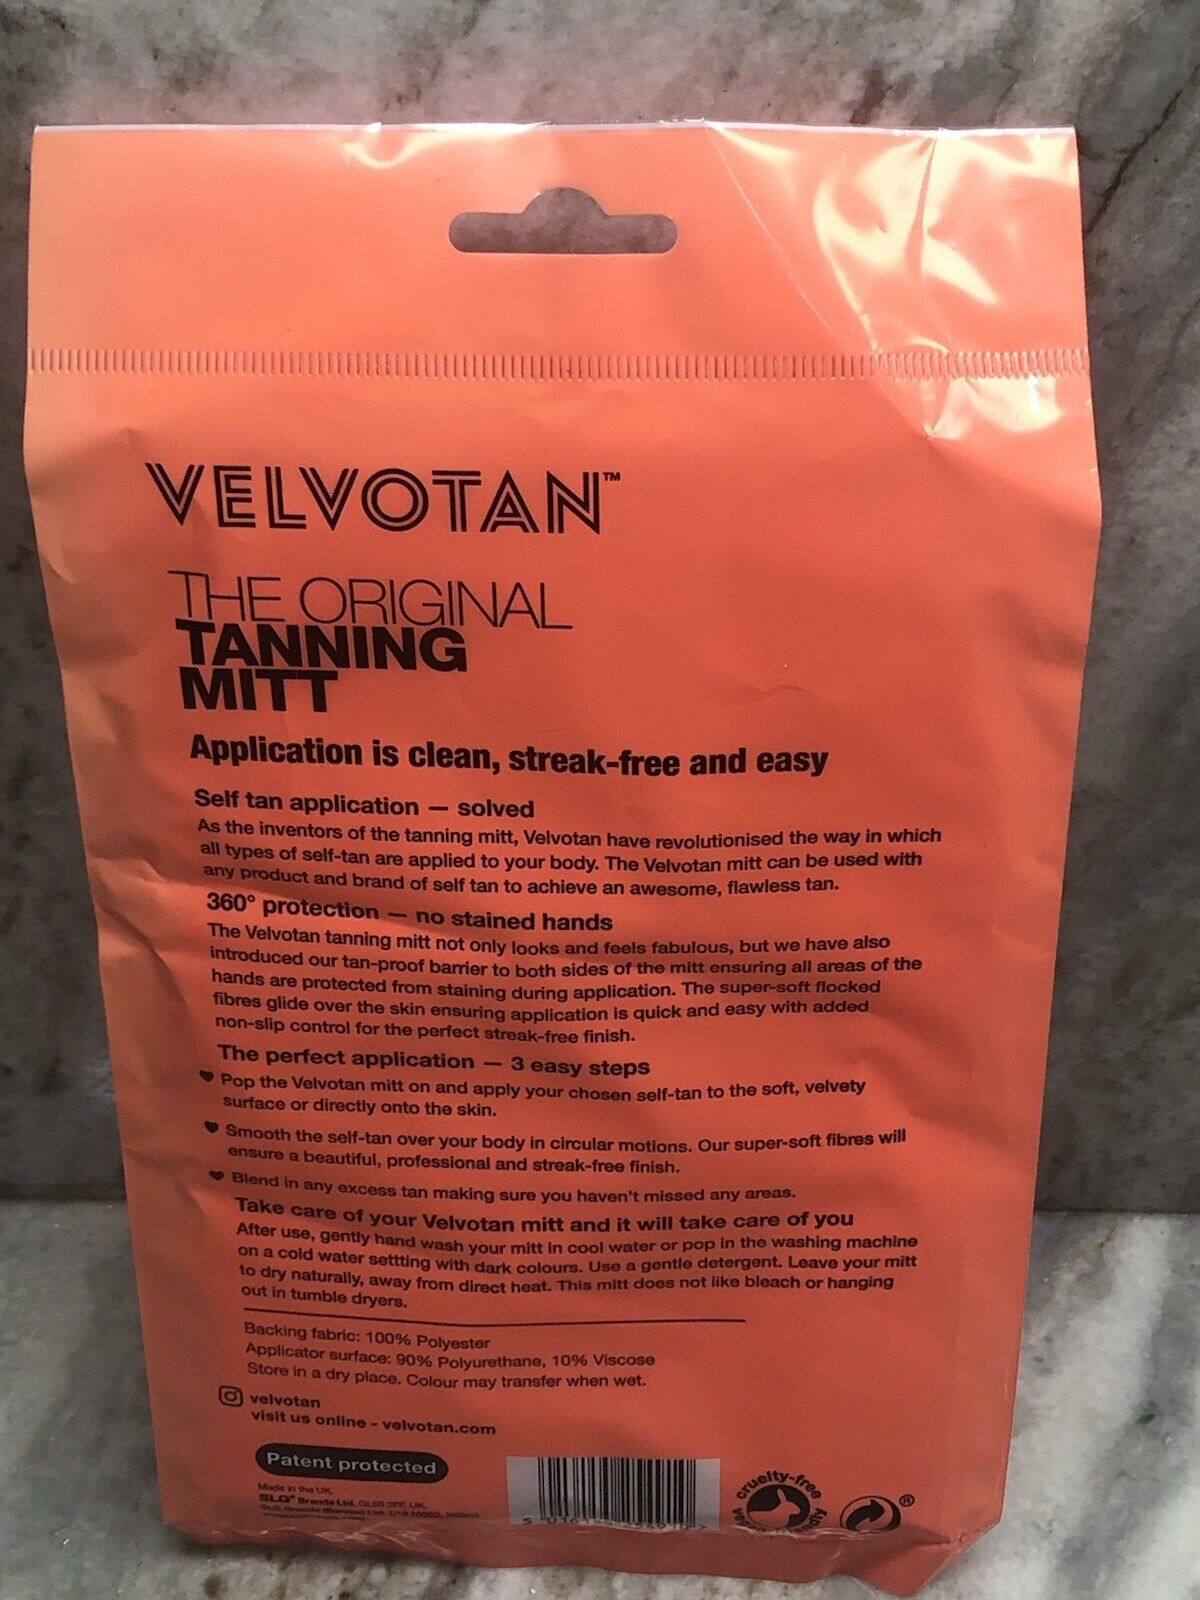 VELVOTAN™
THE ORIGINAL
TANNING
MITT
Application is clean, streak-free and easy
Self tan application — solved
As the inventors of the tanning mitt, Velvotan have revolutionised the way in which
all types of self-tan are applied to your body. The Velvotan mitt can be used with
any product and brand of self tan to achieve an awesome, flawless tan.
360° protection — no stained hands
The Velvotan tanning mitt not only looks and feels fabulous, but we have also
introduced our tan-proof barrier to both sides of the mitt ensuring all areas of the
hands are protected from staining during application. The super-soft flocked
fibres glide over the skin ensuring application is quick and easy with added
non-slip control for the perfect streak-free finish.
The perfect application — 3 easy steps
Pop the Velvotan mitt on and apply your chosen self-tan to the soft, velvety
surface or directly onto the skin.
Smooth the self-tan over your body in circular motions. Our super-soft fibres will
ensure a beautiful, professional and streak-free finish.
Blend in any excess tan making sure you haven't missed any areas.
Take care of your Velvotan mitt and it will take care of you
After use, gently hand wash your mitt in cool water or pop in the washing machine
on a cold water settting with dark colours. Use a gentle detergent. Leave your mitt
to dry naturally, away from direct heat. This mitt does not like bleach or hanging
out in tumble dryers.
Backing fabric: 100% Polyester
Applicator surface: 90% Polyurethane, 10% Viscose
Store in a dry place. Colour may transfer when wet.
velvotan
visit us online - velvotan.com
Patent protected
Made in the UK.
SLG® Brands Ltd. GL50 3FF, UK.
SLG Brands (Europe) Ltd. Ireland.
cruelty-free
®